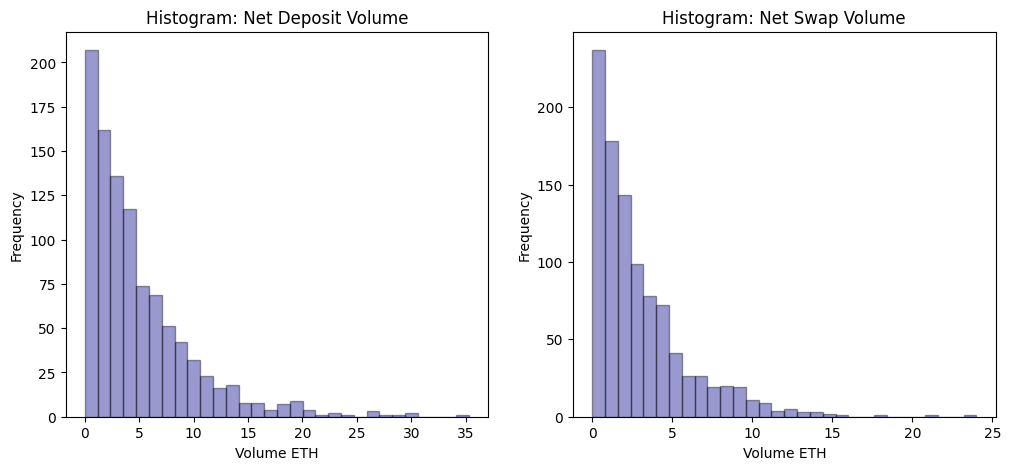 Histogram: Net Deposit Volume
200
175
150
125
100
75
50
25
0
Frequency
0 5 10 15 20 25 30 35
Volume ETH
Histogram: Net Swap Volume
200
150
100
50
0
Frequency
0 5 10 15 20 25
Volume ETH